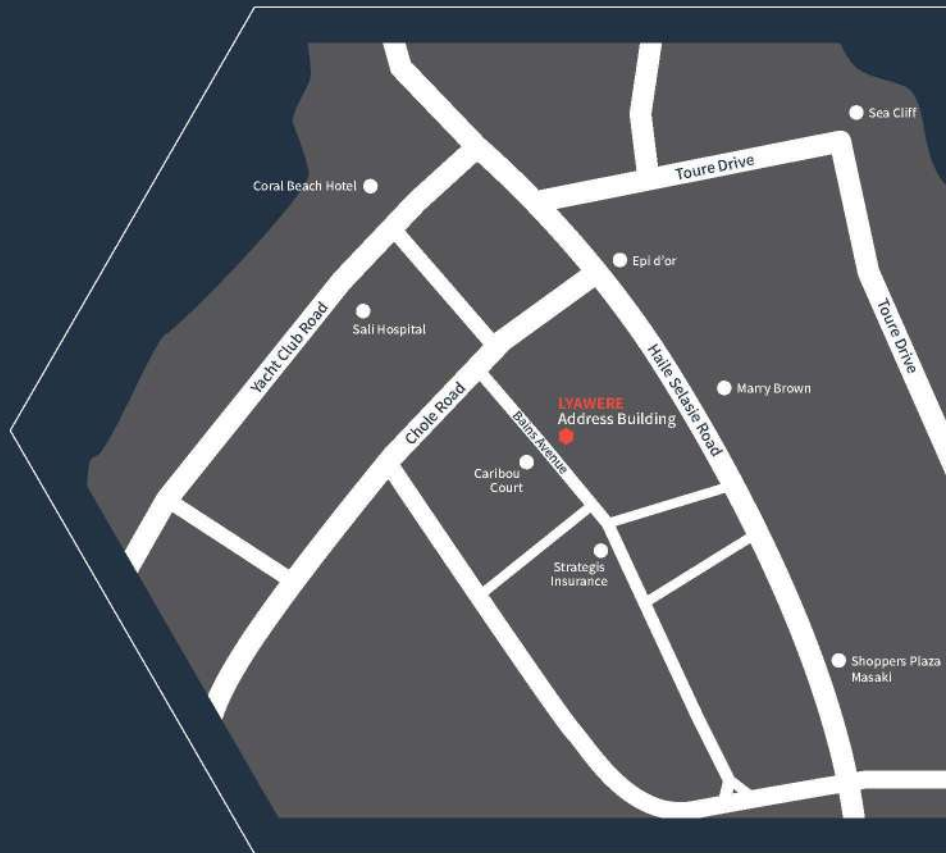 Sea Cliff
Toure Drive
Coral Beach Hotel
Epi d'or
Sali Hospital
Yacht Club Road
Toure Drive
Haile Selasie Road
Marry Brown
Chole Road
LYAWERE
Address Building
Bains Avenue
Caribou
Court
Strategis
Insurance
Shoppers Plaza
Masaki